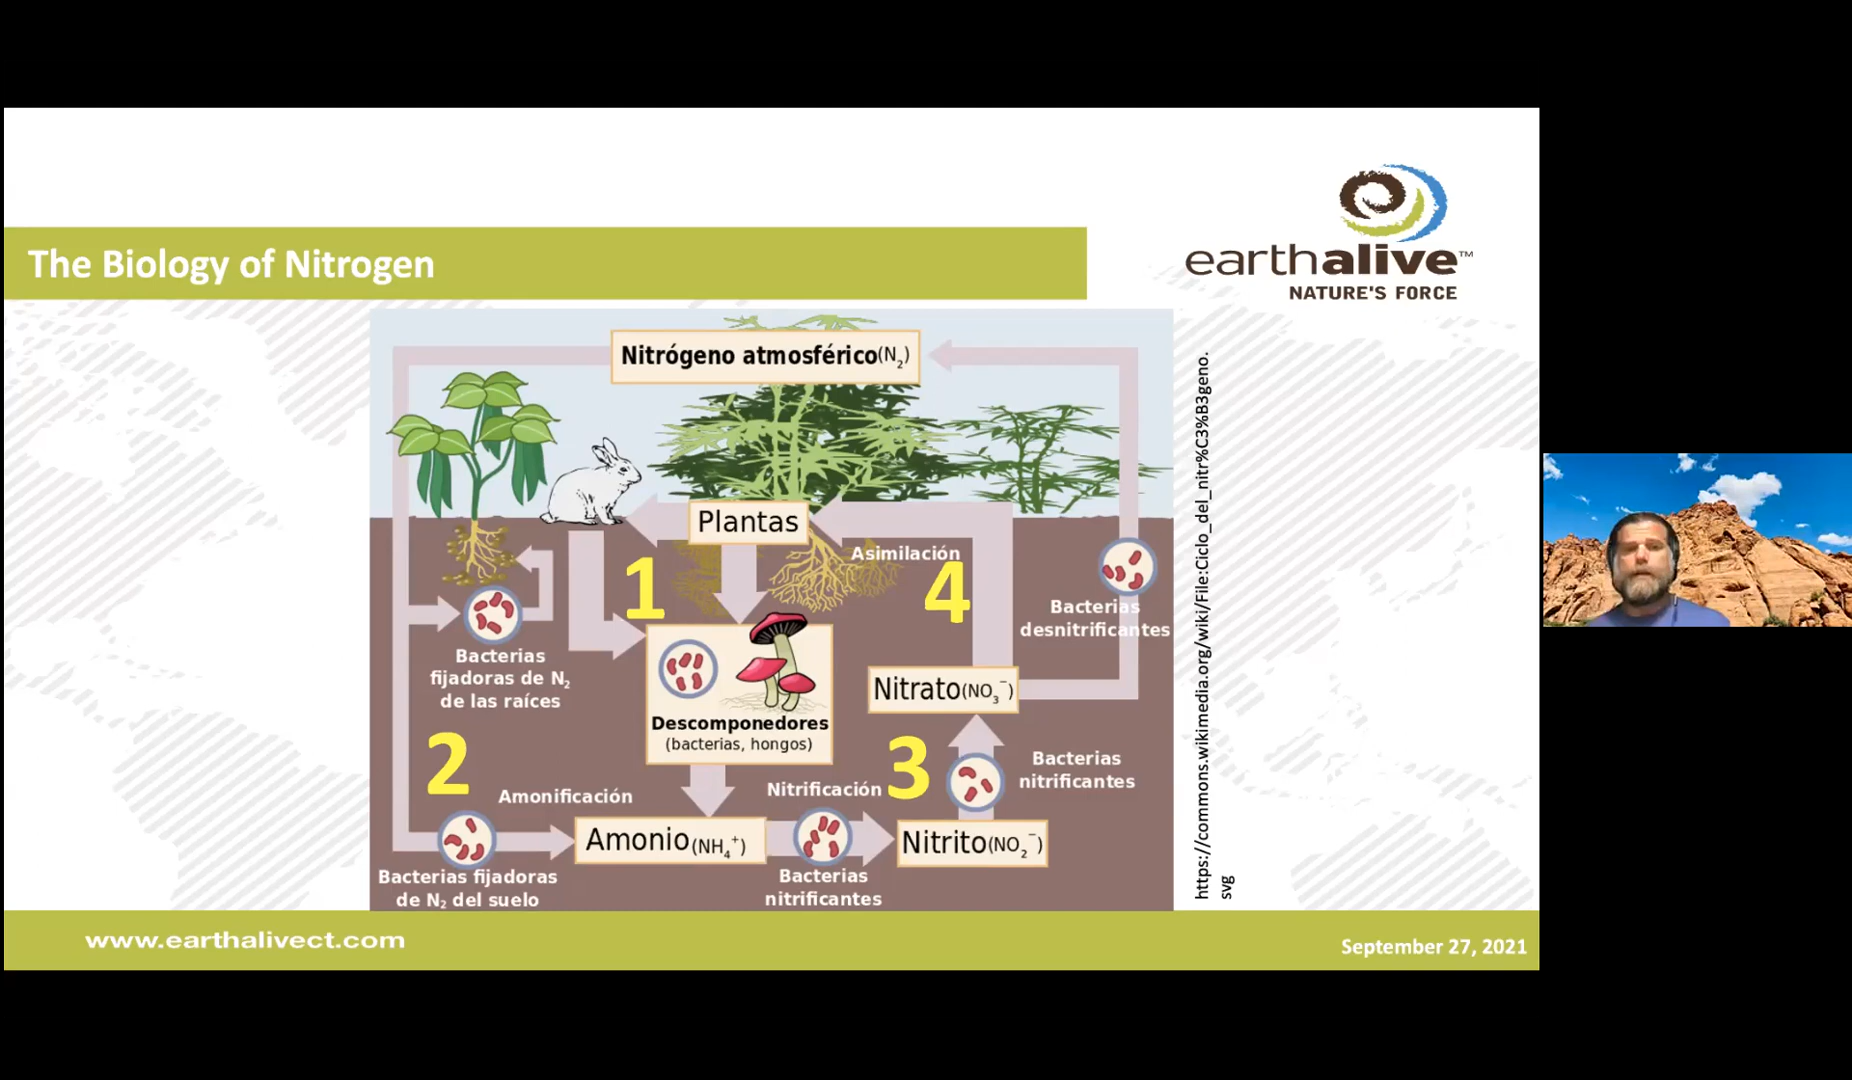 earthalive™
NATURE'S FORCE
The Biology of Nitrogen
Nitrógeno atmosférico(N₂)
Plantas
Asimilación
1
4
Bacterias
desnitrificantes
Bacterias
fijadoras de N₂
de las raíces
Descomponedores
(bacterias, hongos)
Nitrato(NO₃⁻)
2
3
Amonificación
Nitrificación
Bacterias
nitrificantes
Amonio(NH₄⁺)
Nitrito(NO₂⁻)
Bacterias fijadoras
de N₂ del suelo
Bacterias
nitrificantes
https://commons.wikimedia.org/wiki/File:Ciclo_del_nitr%C3%B3geno.
svg
www.earthalivect.com
September 27, 2021